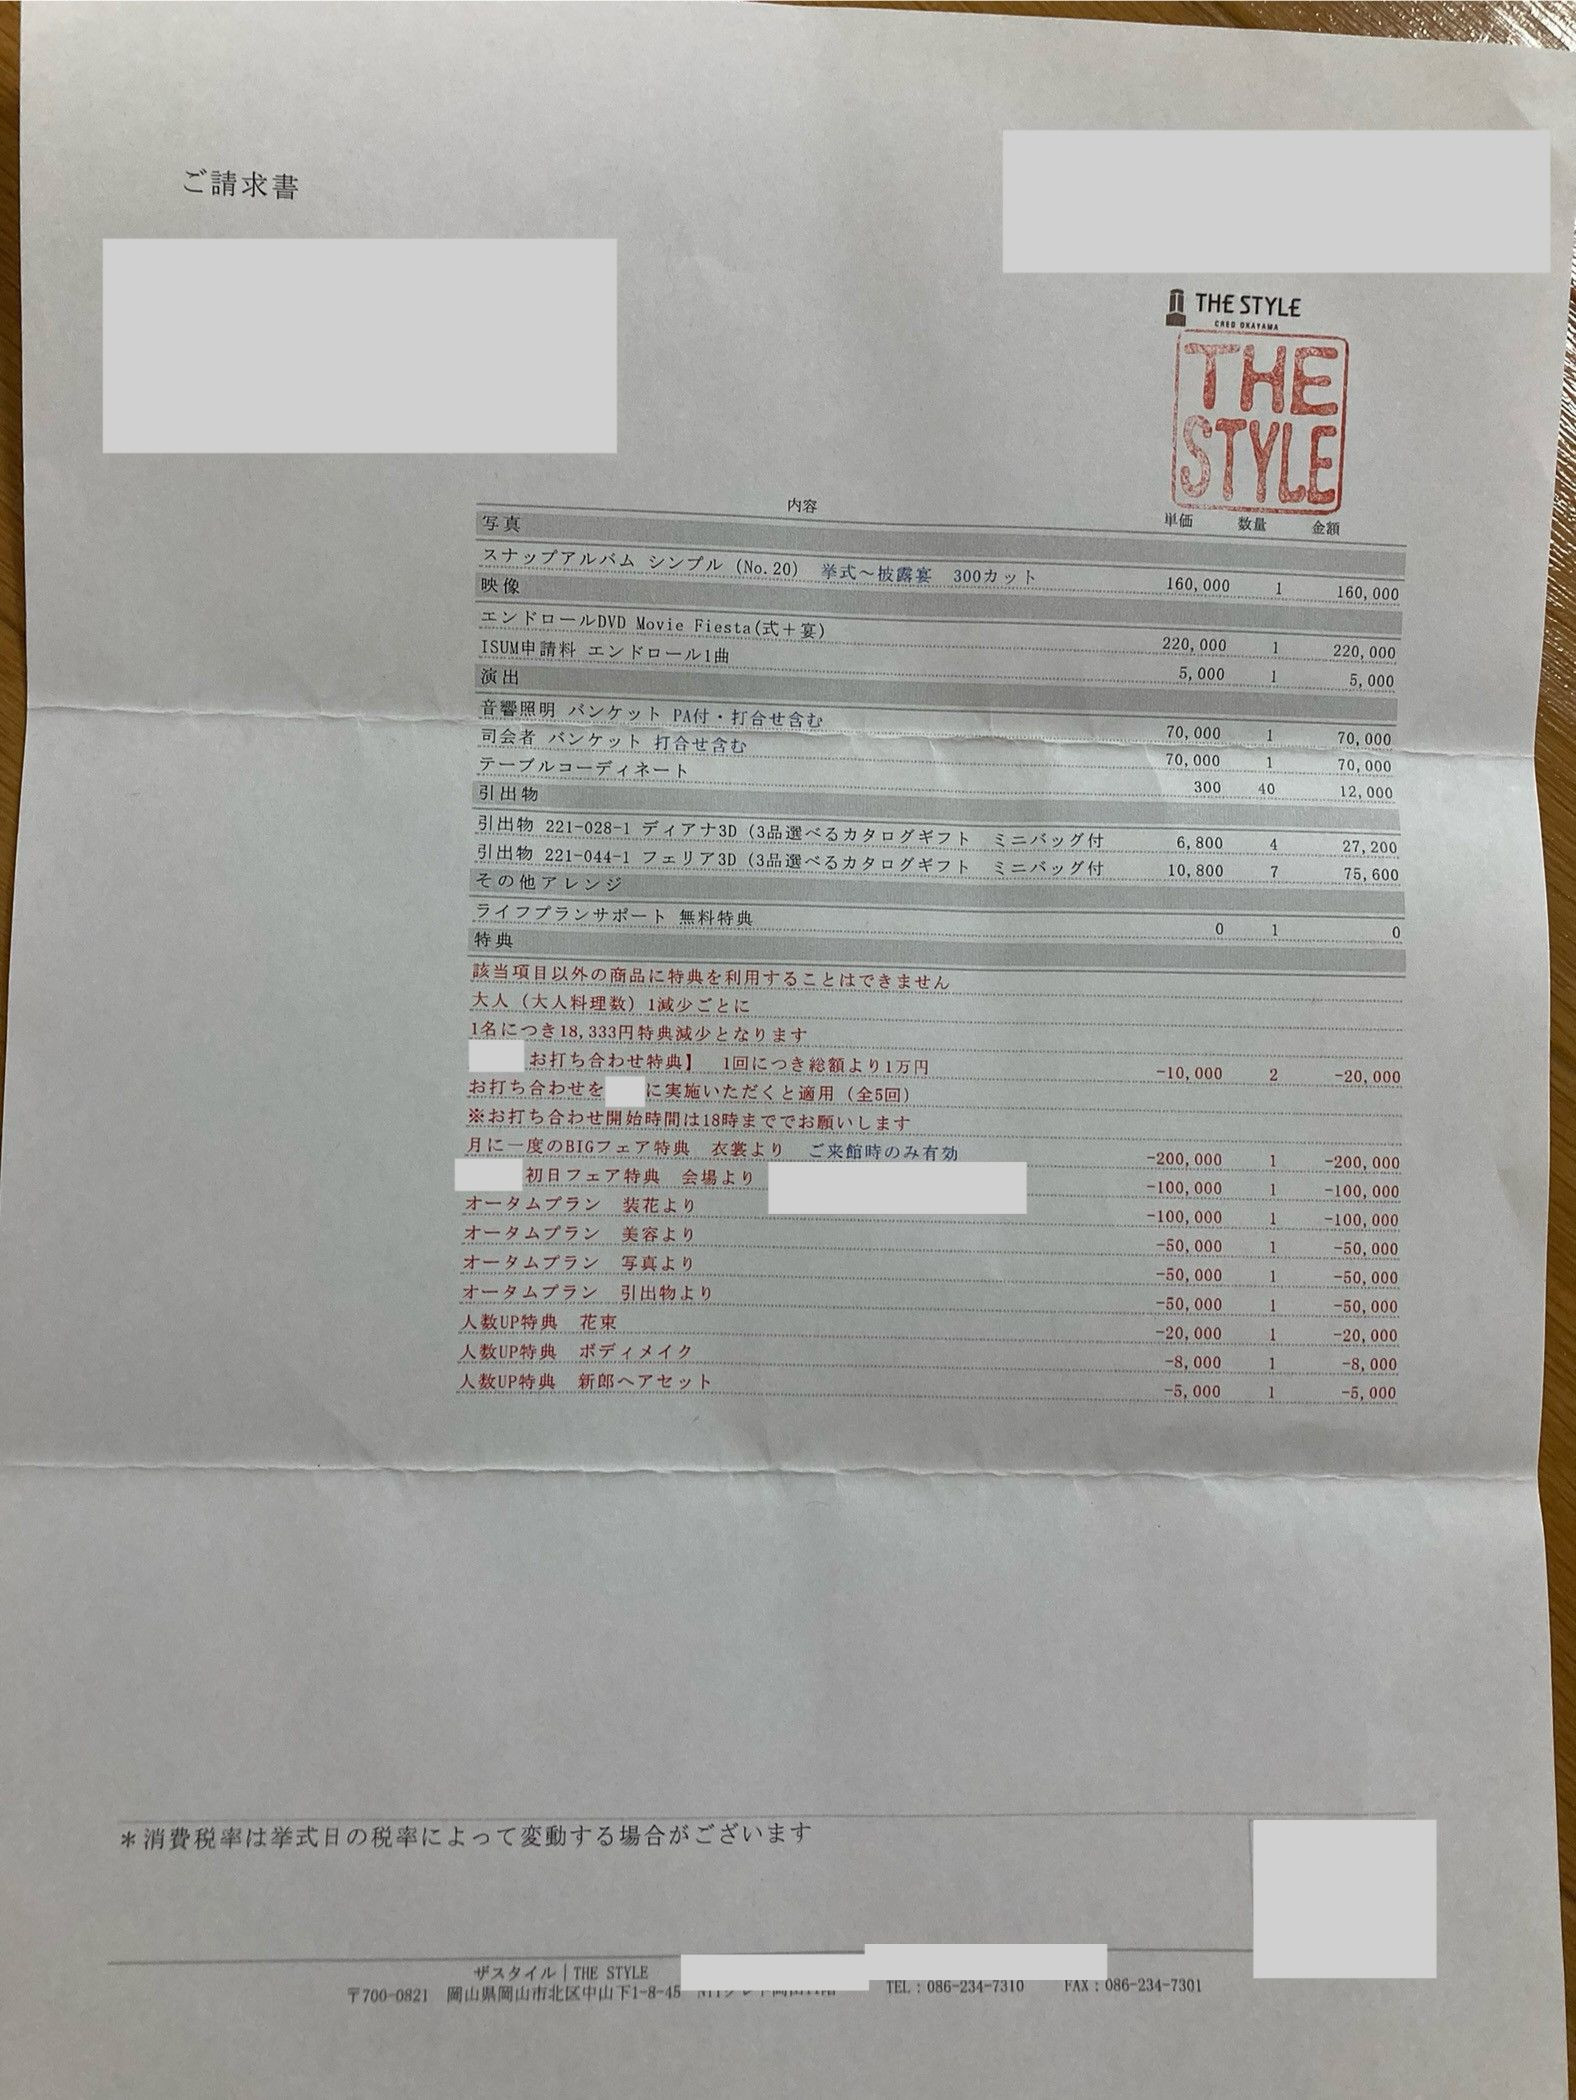 ご請求書
THE STYLE
CRED OKAYAMA
THE
STYLE
内容 単価 数量 金額
写真
スナップアルバム シンプル (No.20) 挙式～披露宴 300カット 160,000 1 160,000
映像
エンドロールDVD Movie Fiesta(式＋宴) 220,000 1 220,000
ISUM申請料 エンドロール1曲 5,000 1 5,000
演出
音響照明 バンケット PA付・打合せ含む 70,000 1 70,000
司会者 バンケット 打合せ含む 70,000 1 70,000
テーブルコーディネート 300 40 12,000
引出物
引出物 221-028-1 ディアナ3D (3品選べるカタログギフト ミニバッグ付 6,800 4 27,200
引出物 221-044-1 フェリア3D (3品選べるカタログギフト ミニバッグ付 10,800 7 75,600
その他アレンジ
ライフプランサポート 無料特典 0 1 0
特典
該当項目以外の商品に特典を利用することはできません
大人（大人料理数）1減少ごとに
1名につき18,333円特典減少となります
お打ち合わせ特典】 1回につき総額より1万円 -10,000 2 -20,000
お打ち合わせを に実施いただくと適用（全5回）
※お打ち合わせ開始時間は18時まででお願いします
月に一度のBIGフェア特典 衣裳より ご来館時のみ有効 -200,000 1 -200,000
初日フェア特典 会場より -100,000 1 -100,000
オータムプラン 装花より -100,000 1 -100,000
オータムプラン 美容より -50,000 1 -50,000
オータムプラン 写真より -50,000 1 -50,000
オータムプラン 引出物より -50,000 1 -50,000
人数UP特典 花束 -20,000 1 -20,000
人数UP特典 ボディメイク -8,000 1 -8,000
人数UP特典 新郎ヘアセット -5,000 1 -5,000
＊消費税率は挙式日の税率によって変動する場合がございます
ザスタイル｜THE STYLE
〒700-0821 岡山県岡山市北区中山下1-8-45 TEL：086-234-7310 FAX：086-234-7301